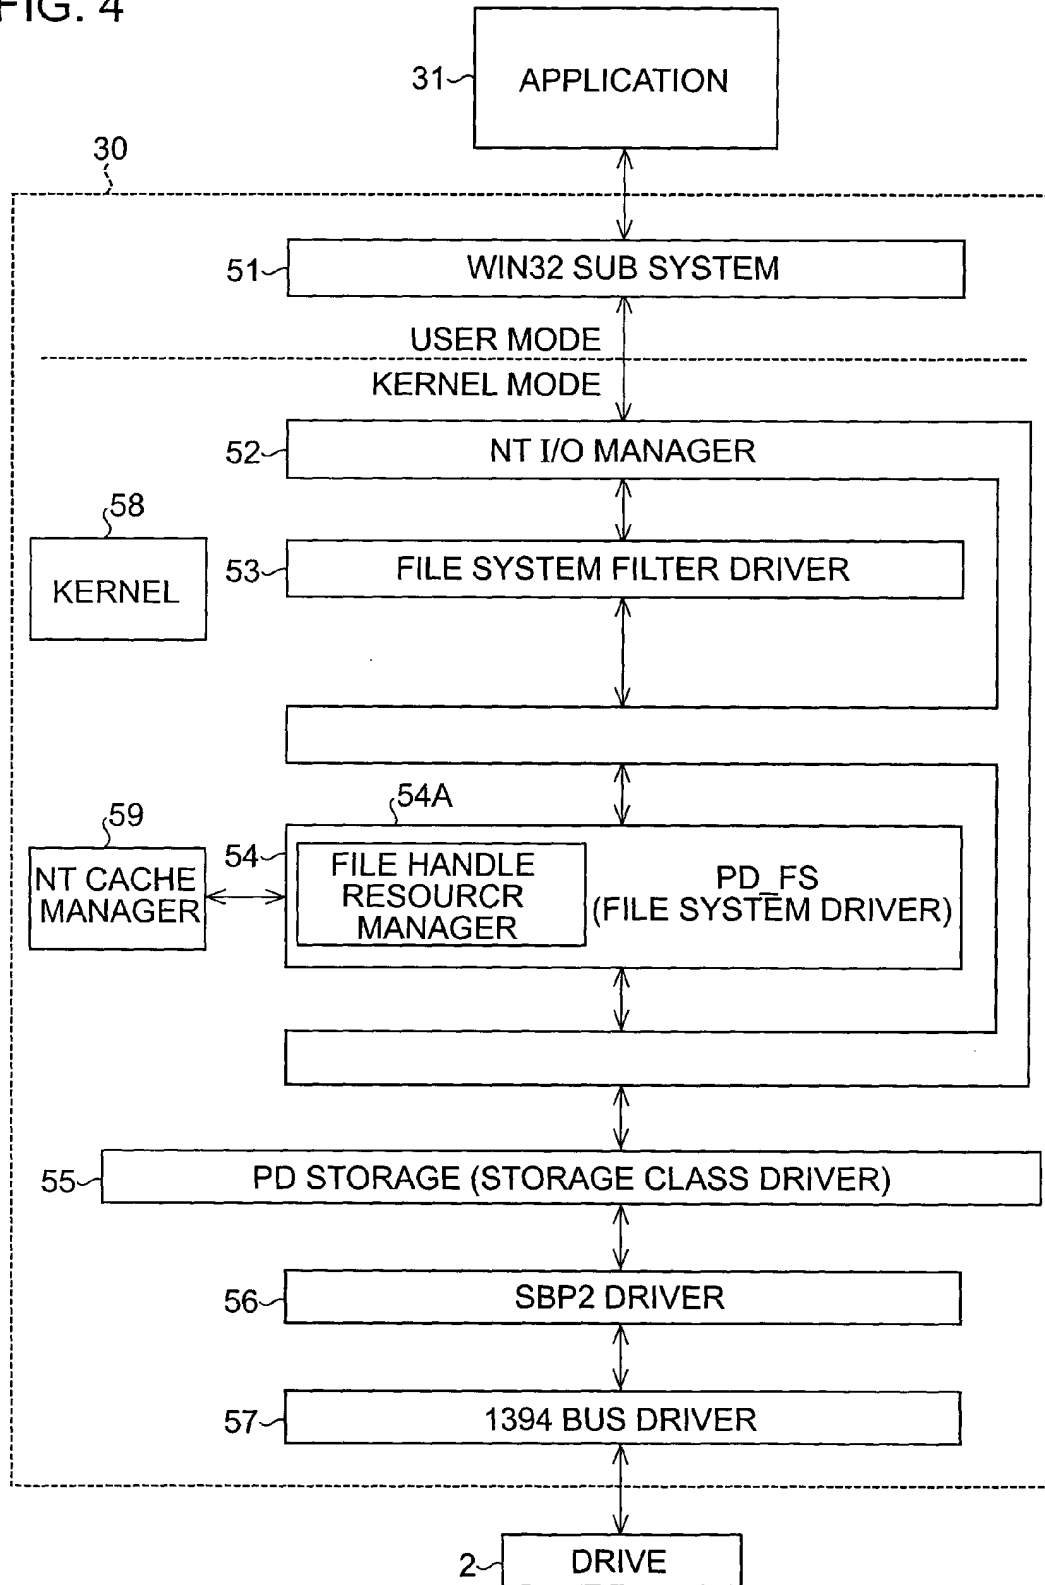 FIG. 4
APPLICATION
31
30
WIN32 SUB SYSTEM
51
USER MODE
KERNEL MODE
NT I/O MANAGER
52
58
KERNEL
FILE SYSTEM FILTER DRIVER
53
54A
59
54
NT CACHE
MANAGER
FILE HANDLE
RESOURCR
MANAGER
PD_FS
(FILE SYSTEM DRIVER)
PD STORAGE (STORAGE CLASS DRIVER)
55
SBP2 DRIVER
56
1394 BUS DRIVER
57
DRIVE
2